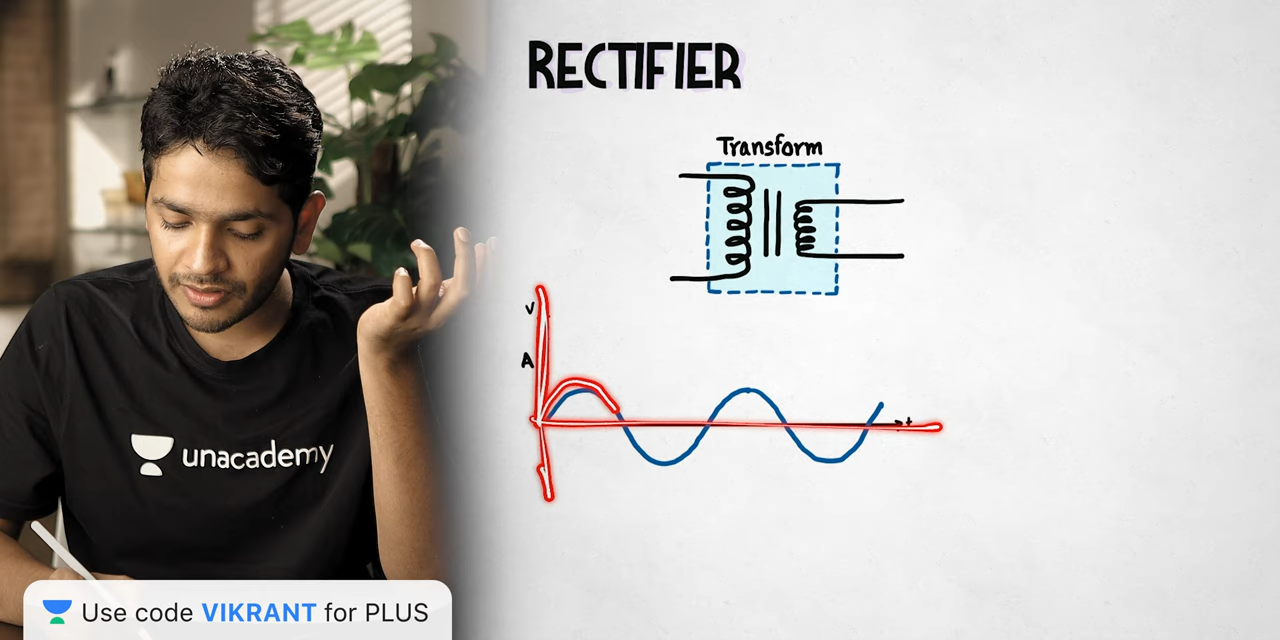 RECTIFIER
Transform
V
A
t
unacademy
Use code VIKRANT for PLUS